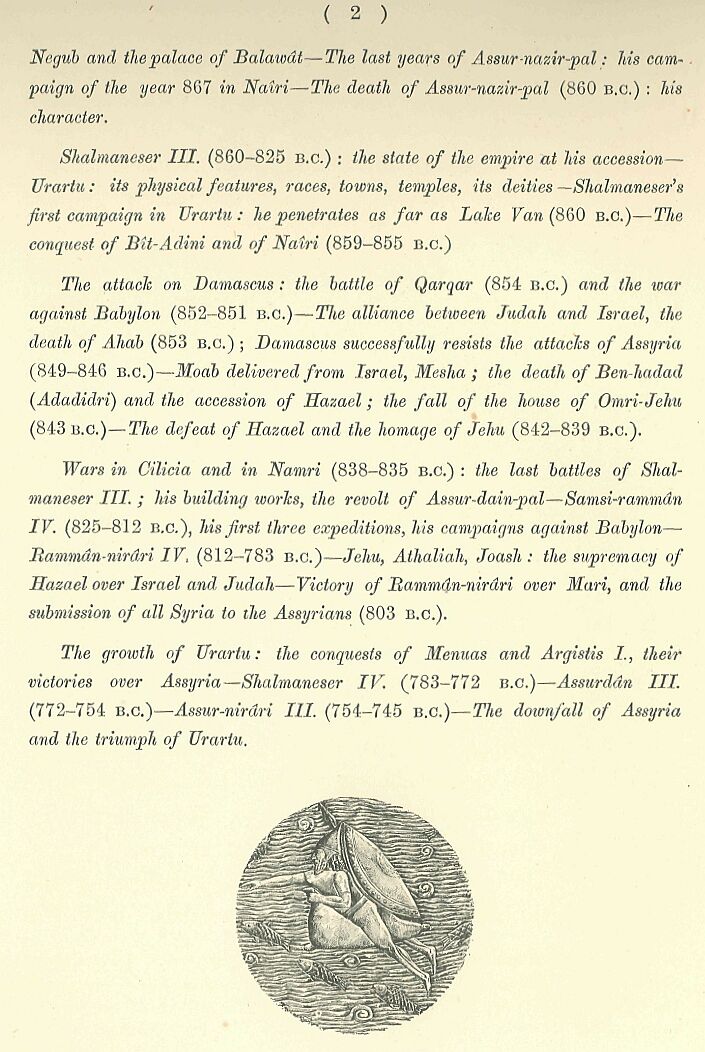 ( 2 )
Negub and the palace of Balawât—The last years of Assur-nazir-pal : his cam-
paign of the year 867 in Naîri—The death of Assur-nazir-pal (860 B.C.) : his
character.
Shalmaneser III. (860–825 B.C.) : the state of the empire at his accession—
Urartu : its physical features, races, towns, temples, its deities—Shalmaneser's
first campaign in Urartu : he penetrates as far as Lake Van (860 B.C.)—The
conquest of Bît-Adini and of Naîri (859–855 B.C.)
The attack on Damascus : the battle of Qarqar (854 B.C.) and the war
against Babylon (852–851 B.C.)—The alliance between Judah and Israel, the
death of Ahab (853 B.C.) ; Damascus successfully resists the attacks of Assyria
(849–846 B.C.)—Moab delivered from Israel, Mesha ; the death of Ben-hadad
(Adadidri) and the accession of Hazael ; the fall of the house of Omri-Jehu
(843 B.C.)—The defeat of Hazael and the homage of Jehu (842–839 B.C.).
Wars in Cilicia and in Namri (838–835 B.C.) : the last battles of Shal-
maneser III. ; his building works, the revolt of Assur-dain-pal—Samsi-rammân
IV. (825–812 B.C.), his first three expeditions, his campaigns against Babylon—
Rammân-nirâri IV. (812–783 B.C.)—Jehu, Athaliah, Joash : the supremacy of
Hazael over Israel and Judah—Victory of Rammân-nirâri over Mari, and the
submission of all Syria to the Assyrians (803 B.C.).
The growth of Urartu : the conquests of Menuas and Argistis I., their
victories over Assyria—Shalmaneser IV. (783–772 B.C.)—Assurdân III.
(772–754 B.C.)—Assur-nirâri III. (754–745 B.C.)—The downfall of Assyria
and the triumph of Urartu.